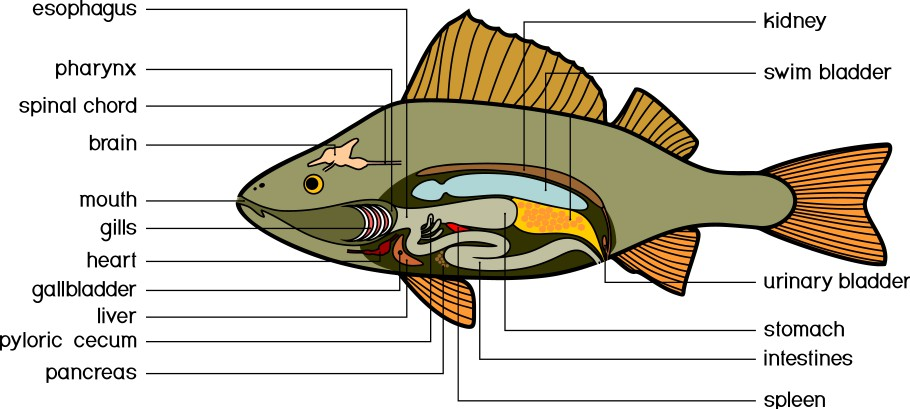 esophagus
pharynx
spinal chord
brain
mouth
gills
heart
gallbladder
liver
pyloric cecum
pancreas
kidney
swim bladder
urinary bladder
stomach
intestines
spleen